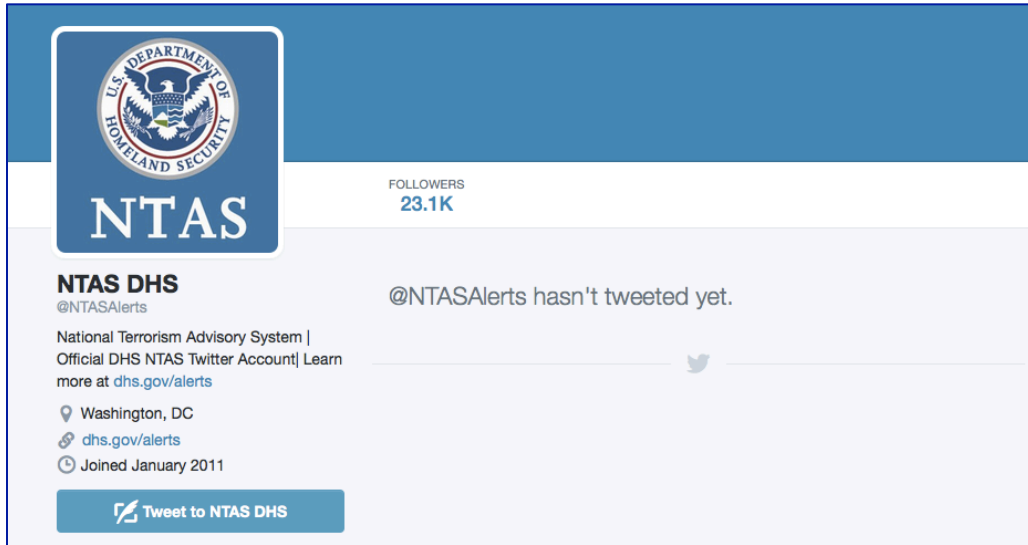 U.S. DEPARTMENT OF HOMELAND SECURITY
NTAS
FOLLOWERS
23.1K
NTAS DHS
@NTASAlerts
National Terrorism Advisory System |
Official DHS NTAS Twitter Account| Learn
more at dhs.gov/alerts
Washington, DC
dhs.gov/alerts
Joined January 2011
Tweet to NTAS DHS
@NTASAlerts hasn't tweeted yet.